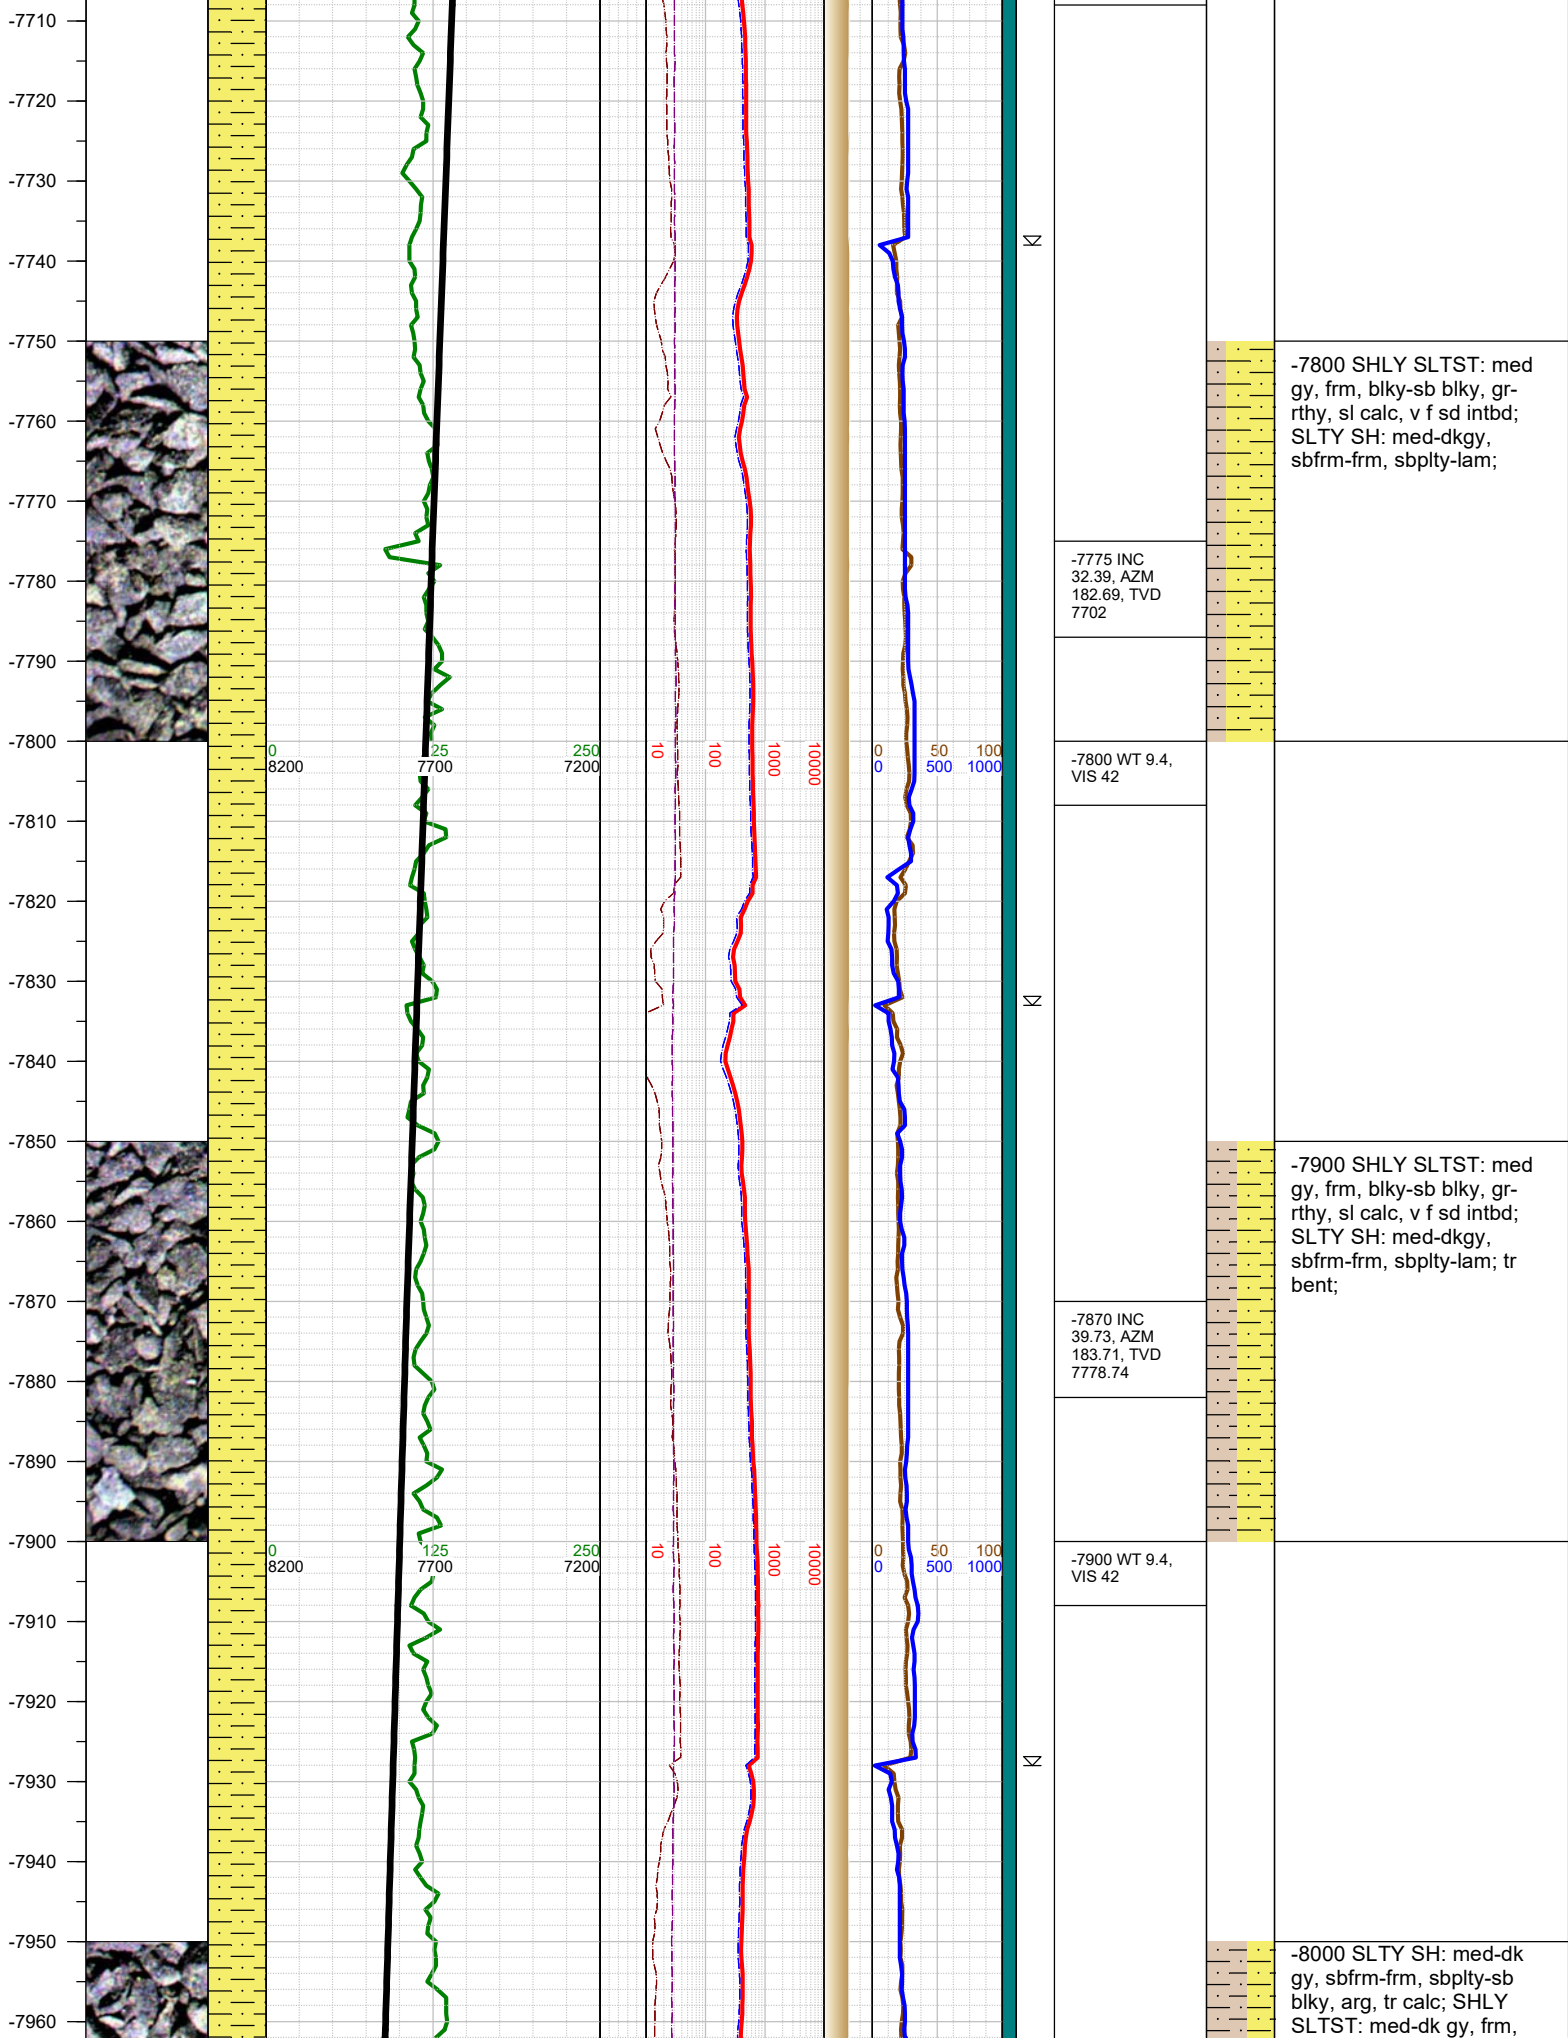 -7710
-7720
-7730
-7740
-7750
-7760
-7770
-7780
-7790
-7800
-7810
-7820
-7830
-7840
-7850
-7860
-7870
-7880
-7890
-7900
-7910
-7920
-7930
-7940
-7950
-7960
0 25 250
8200 7700 7200
10 100 1000 10000
0 50 100
0 500 1000
0 125 250
8200 7700 7200
10 100 1000 10000
0 50 100
0 500 1000
-7775 INC
32.39, AZM
182.69, TVD
7702
-7800 WT 9.4,
VIS 42
-7870 INC
39.73, AZM
183.71, TVD
7778.74
-7900 WT 9.4,
VIS 42
-7800 SHLY SLTST: med
gy, frm, blky-sb blky, gr-
rthy, sl calc, v f sd intbd;
SLTY SH: med-dkgy,
sbfrm-frm, sbplty-lam;
-7900 SHLY SLTST: med
gy, frm, blky-sb blky, gr-
rthy, sl calc, v f sd intbd;
SLTY SH: med-dkgy,
sbfrm-frm, sbplty-lam; tr
bent;
-8000 SLTY SH: med-dk
gy, sbfrm-frm, sbplty-sb
blky, arg, tr calc; SHLY
SLTST: med-dk gy, frm,